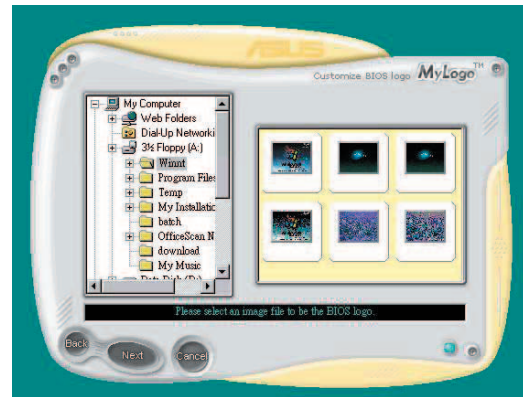 ASUS
Customize BIOS logo MyLogo™
My Computer
Web Folders
Dial-Up Networki
3½ Floppy (A:)
Winnt
Program Files
Temp
My Installatic
batch
OfficeScan N
download
My Music
Please select an image file to be the BIOS logo.
Back
Next
Cancel